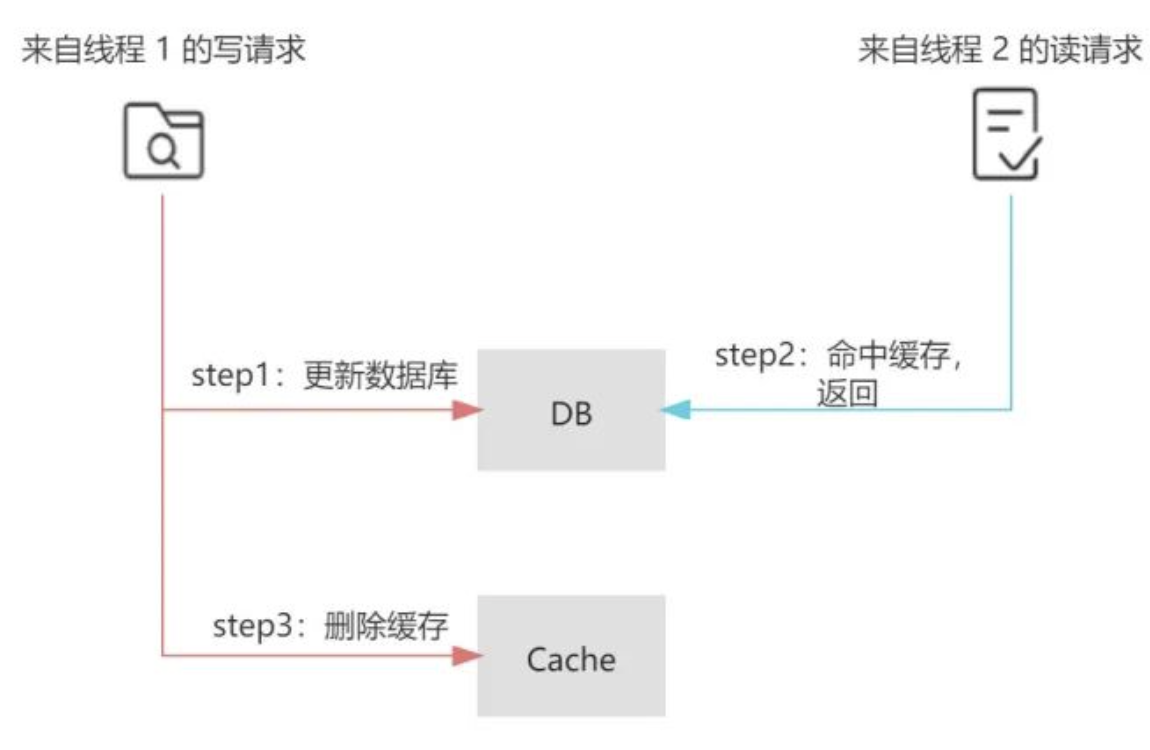 来自线程 1 的写请求
来自线程 2 的读请求
step1：更新数据库
step2：命中缓存，
返回
DB
step3：删除缓存
Cache